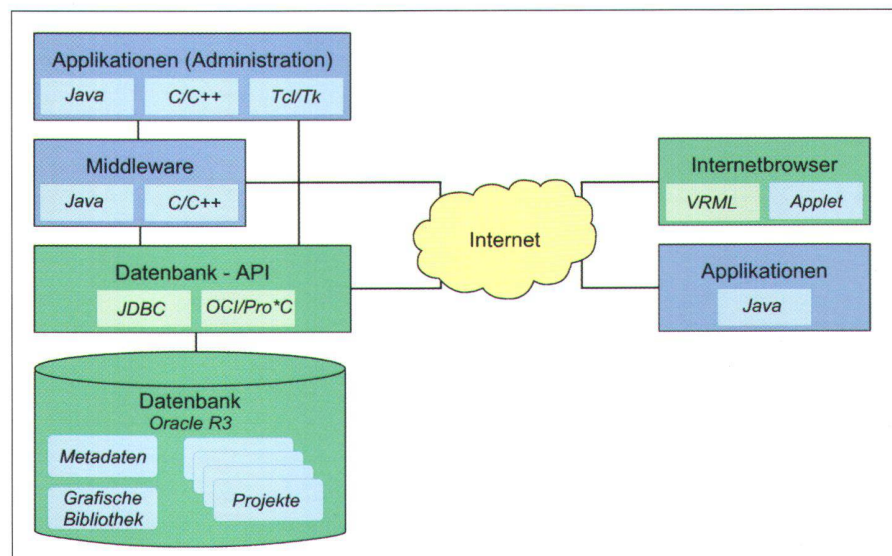 Applikationen (Administration)
Java
C/C++
Tcl/Tk
Middleware
Java
C/C++
Datenbank - API
JDBC
OCI/Pro*C
Datenbank
Oracle R3
Metadaten
Grafische
Bibliothek
Projekte
Internet
Internetbrowser
VRML
Applet
Applikationen
Java